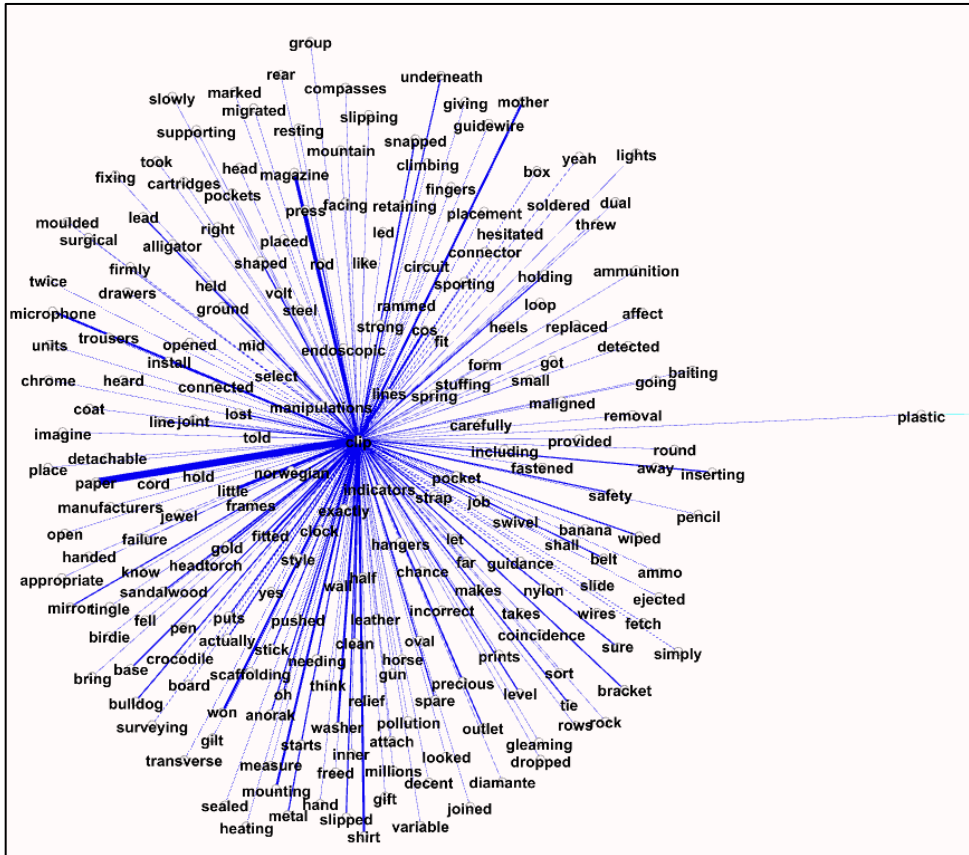 group
rear
underneath
marked
compasses
slowly
migrated
giving
mother
slipping
guidewire
supporting
resting
snapped
mountain
climbing
yeah
lights
took
head
box
fixing
cartridges
magazine
fingers
pockets
retaining
soldered
dual
moulded
lead
press
facing
placement
threw
surgical
right
led
hesitated
alligator
placed
connector
firmly
shaped
rod
like
circuit
ammunition
twice
held
sporting
holding
drawers
volt
microphone
ground
steel
rammed
loop
affect
trousers
strong
cos
heels
replaced
units
opened
mid
endoscopic
fit
detected
install
form
got
chrome
heard
connected
select
stuffing
small
going
baiting
lines
spring
coat
line
joint
lost
manipulations
maligned
removal
plastic
carefully
imagine
told
clip
provided
detachable
including
round
place
paper
cord
hold
norwegian
fastened
away
inserting
pocket
little
indicators
strap
job
safety
manufacturers
jewel
frames
exactly
swivel
pencil
open
failure
fitted
clock
banana
wiped
handed
gold
hangers
let
shall
know
headtorch
style
far
guidance
belt
appropriate
half
chance
ammo
sandalwood
yes
wall
makes
nylon
slide
ejected
mirror
tingle
incorrect
takes
wires
fell
pen
puts
pushed
leather
fetch
birdie
actually
coincidence
stick
clean
oval
sure
simply
crocodile
needing
prints
bring
base
scaffolding
horse
sort
board
think
gun
precious
bracket
bulldog
oh
level
relief
spare
tie
surveying
won
anorak
rows
rock
gilt
washer
pollution
outlet
starts
attach
gleaming
transverse
measure
inner
looked
dropped
freed
millions
decent
diamante
mounting
sealed
hand
gift
joined
metal
slipped
heating
variable
shirt